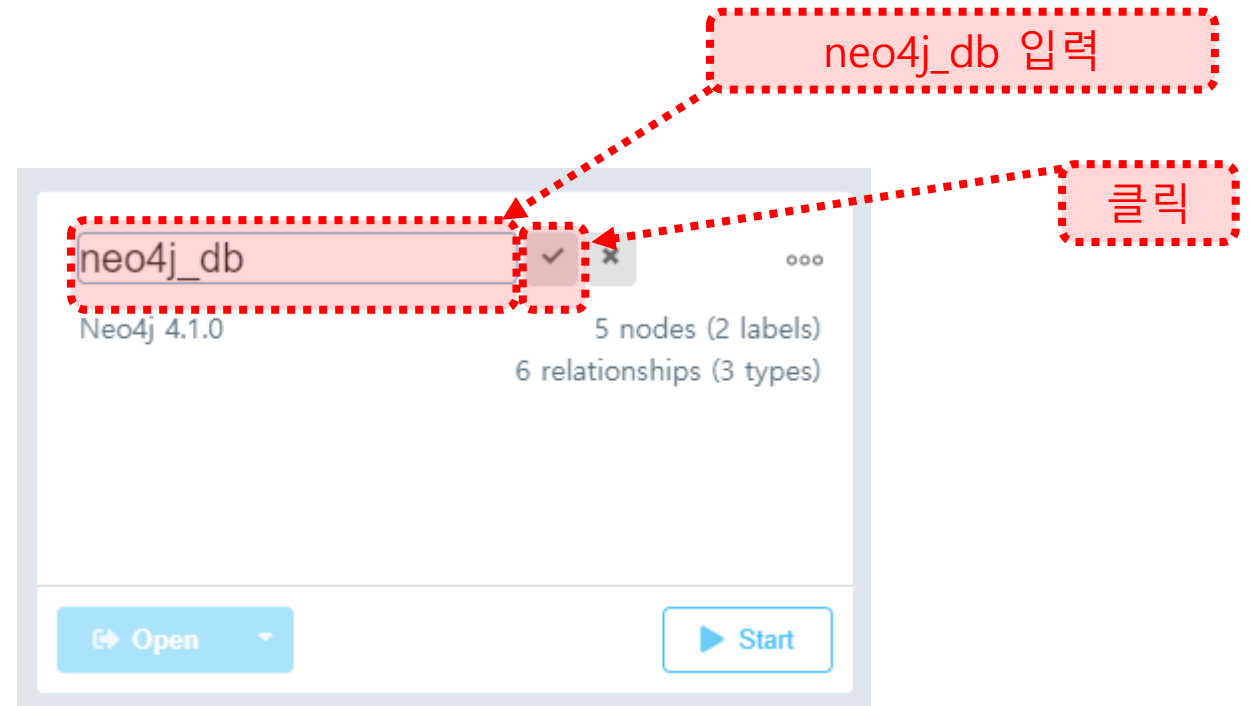 neo4j_db 입력
클릭
neo4j_db
Neo4j 4.1.0
5 nodes (2 labels)
6 relationships (3 types)
Open
Start